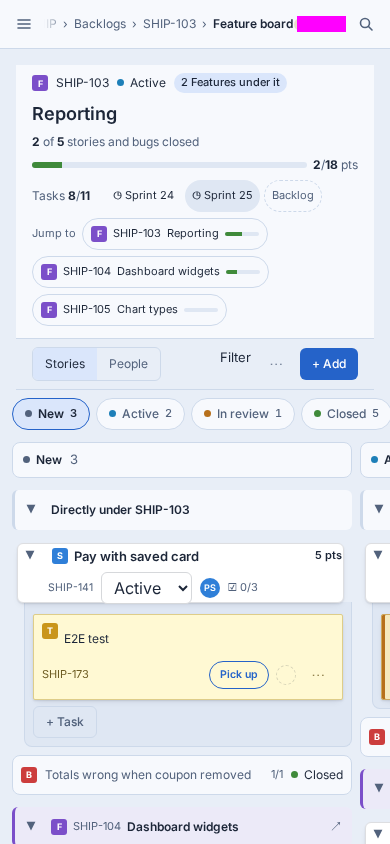 IP › Backlogs › SHIP-103 › Feature board
F SHIP-103 Active 2 Features under it
Reporting
2 of 5 stories and bugs closed
2/18 pts
Tasks 8/11 Sprint 24 Sprint 25 Backlog
Jump to F SHIP-103 Reporting
F SHIP-104 Dashboard widgets
F SHIP-105 Chart types
Stories People Filter ... + Add
New 3 Active 2 In review 1 Closed 5
New 3 A
Directly under SHIP-103
S Pay with saved card 5 pts
SHIP-141 Active PS 0/3
T E2E test
SHIP-173 Pick up ...
+ Task
B Totals wrong when coupon removed 1/1 Closed B
F SHIP-104 Dashboard widgets ↗